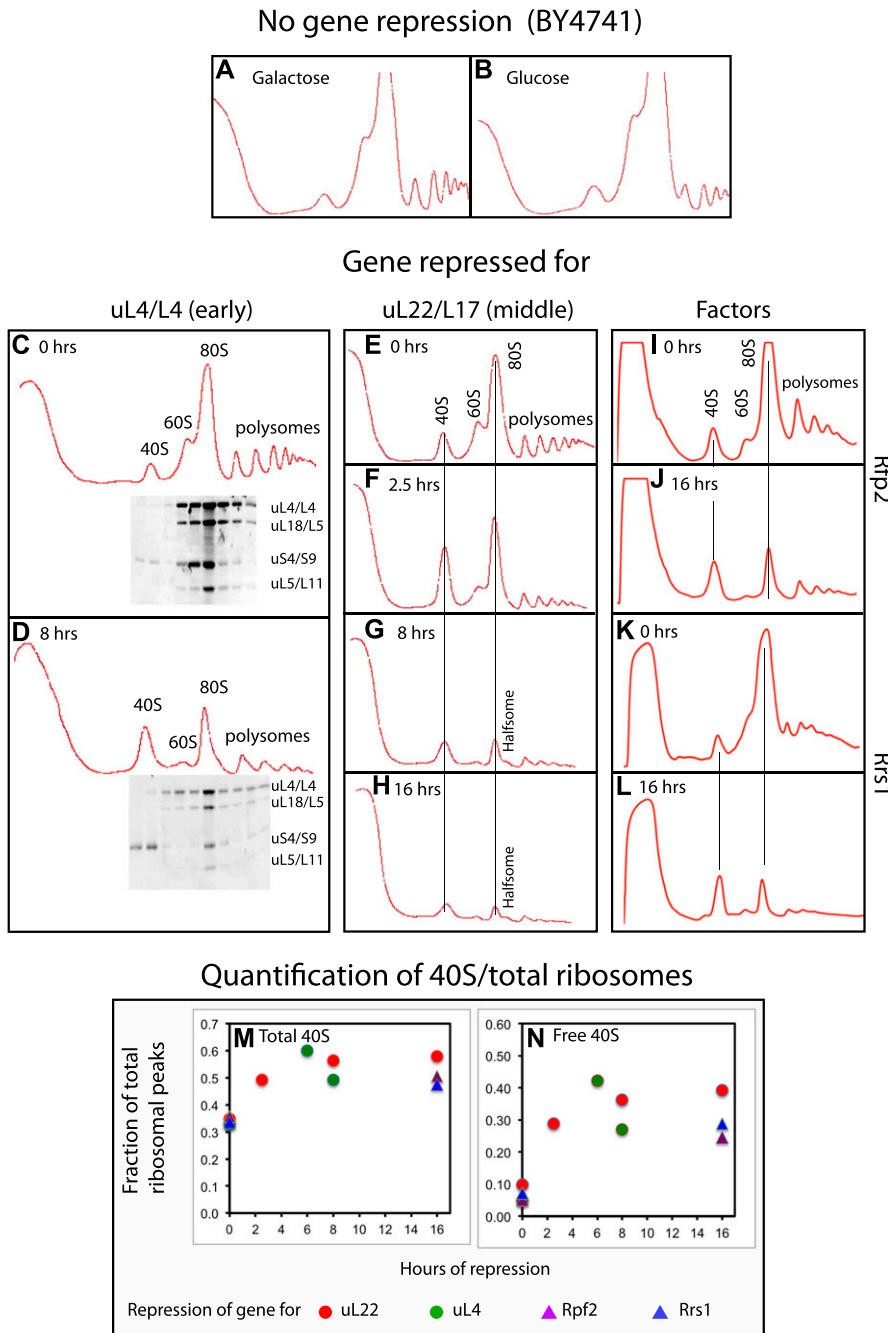 No gene repression (BY4741)
A Galactose
B Glucose
Gene repressed for
uL4/L4 (early)
uL22/L17 (middle)
Factors
C 0 hrs
40S
60S
80S
polysomes
uL4/L4
uL18/L5
uS4/S9
uL5/L11
D 8 hrs
40S
60S
80S
polysomes
uL4/L4
uL18/L5
uS4/S9
uL5/L11
E 0 hrs
40S
60S
80S
polysomes
F 2.5 hrs
G 8 hrs
Halfsome
H 16 hrs
Halfsome
I 0 hrs
40S
60S
80S
polysomes
J 16 hrs
Rfp2
K 0 hrs
L 16 hrs
Rrs1
Quantification of 40S/total ribosomes
Fraction of total
ribosomal peaks
M Total 40S
0.7
0.6
0.5
0.4
0.3
0.2
0.1
0.0
0 2 4 6 8 10 12 14 16
N Free 40S
0.60
0.50
0.40
0.30
0.20
0.10
0.00
0 2 4 6 8 10 12 14 16
Hours of repression
Repression of gene for uL22 uL4 Rpf2 Rrs1